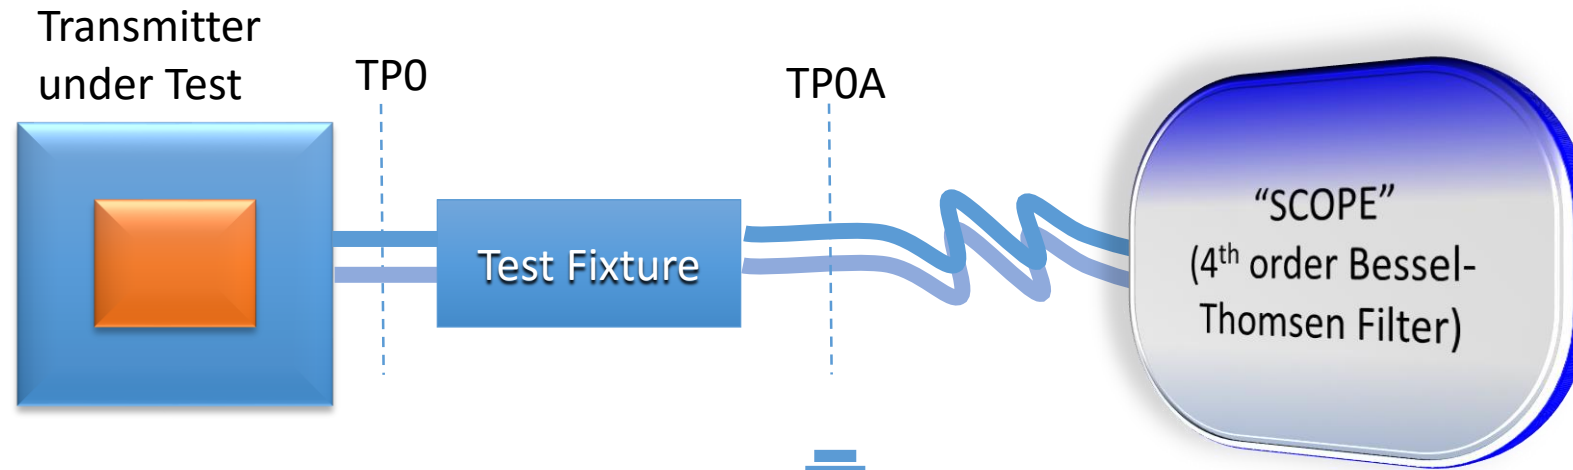 Transmitter
under Test
TP0
TP0A
Test Fixture
“SCOPE”
(4th order Bessel-
Thomsen Filter)